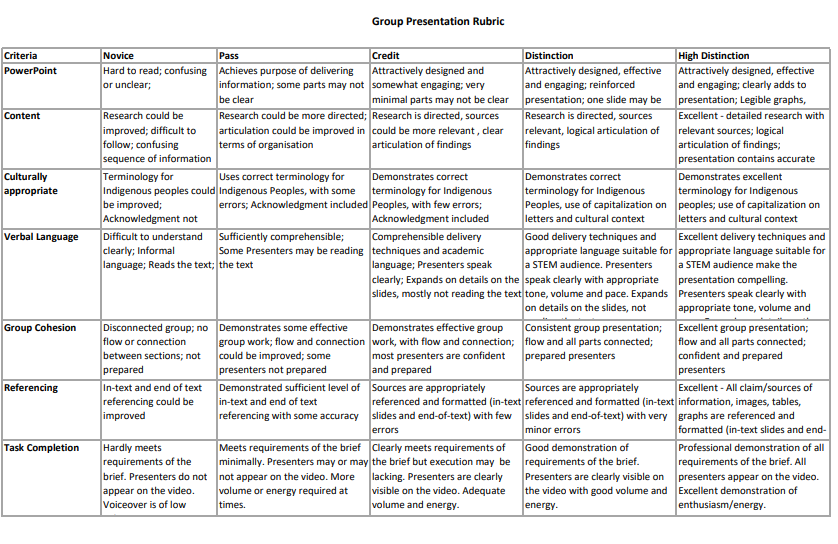 Group Presentation Rubric
Criteria
Novice
Pass
Credit
Distinction
High Distinction
PowerPoint
Hard to read; confusing
or unclear;
Achieves purpose of delivering
information; some parts may not
be clear
Attractively designed and
somewhat engaging; very
minimal parts may not be clear
Attractively designed, effective
and engaging; reinforced
presentation; one slide may be
Attractively designed, effective
and engaging; clearly adds to
presentation; Legible graphs,
Content
Research could be
improved; difficult to
follow; confusing
sequence of information
Research could be more directed;
articulation could be improved in
terms of organisation
Research is directed, sources
could be more relevant , clear
articulation of findings
Research is directed, sources
relevant, logical articulation of
findings
Excellent - detailed research with
relevant sources; logical
articulation of findings;
presentation contains accurate
Culturally
appropriate
Terminology for
Indigenous peoples could
be improved;
Acknowledgment not
Uses correct terminology for
Indigenous Peoples, with some
errors; Acknowledgment included
Demonstrates correct
terminology for Indigenous
Peoples, with few errors;
Acknowledgment included
Demonstrates correct
terminology for Indigenous
Peoples, use of capitalization on
letters and cultural context
Demonstrates excellent
terminology for Indigenous
peoples; use of capitalization on
letters and cultural context
Verbal Language
Difficult to understand
clearly; Informal
language; Reads the text;
Sufficiently comprehensible;
Some Presenters may be reading
the text
Comprehensible delivery
techniques and academic
language; Presenters speak
clearly; Expands on details on the
slides, mostly not reading the text
Good delivery techniques and
appropriate language suitable for
a STEM audience. Presenters
speak clearly with appropriate
tone, volume and pace. Expands
on details on the slides, not
Excellent delivery techniques and
appropriate language suitable for
a STEM audience make the
presentation compelling.
Presenters speak clearly with
appropriate tone, volume and
Group Cohesion
Disconnected group; no
flow or connection
between sections; not
prepared
Demonstrates some effective
group work; flow and connection
could be improved; some
presenters not prepared
Demonstrates effective group
work, with flow and connection;
most presenters are confident
and prepared
Consistent group presentation;
flow and all parts connected;
prepared presenters
Excellent group presentation;
flow and all parts connected;
confident and prepared
presenters
Referencing
In-text and end of text
referencing could be
improved
Demonstrated sufficient level of
in-text and end of text
referencing with some accuracy
Sources are appropriately
referenced and formatted (in-text
slides and end-of-text) with few
errors
Sources are appropriately
referenced and formatted (in-text
slides and end-of-text) with very
minor errors
Excellent - All claim/sources of
information, images, tables,
graphs are referenced and
formatted (in-text slides and end-
Task Completion
Hardly meets
requirements of the
brief. Presenters do not
appear on the video.
Voiceover is of low
Meets requirements of the brief
minimally. Presenters may or may
not appear on the video. More
volume or energy required at
times.
Clearly meets requirements of
the brief but execution may  be
lacking. Presenters are clearly
visible on the video. Adequate
volume and energy.
Good demonstration of
requirements of the brief.
Presenters are clearly visible on
the video with good volume and
energy.
Professional demonstration of all
requirements of the brief. All
presenters appear on the video.
Excellent demonstration of
enthusiasm/energy.